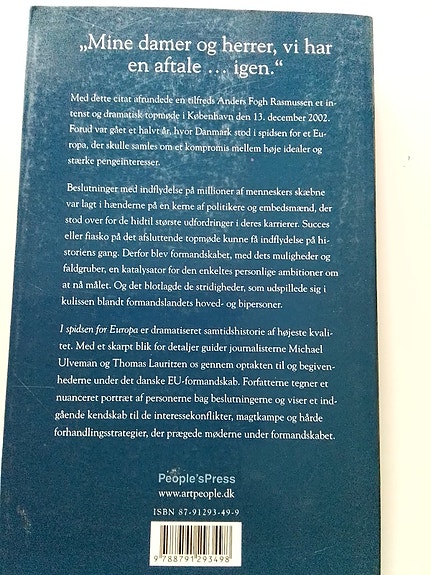 „Mine damer og herrer, vi har
en aftale … igen.“
Med dette citat afrundede en tilfreds Anders Fogh Rasmussen et in-
tenst og dramatisk topmøde i København den 13. december 2002.
Forud var gået et halvt år, hvor Danmark stod i spidsen for et Eu-
ropa, der skulle samles om et kompromis mellem høje idealer og
stærke pengeinteresser.
Beslutninger med indflydelse på millioner af menneskers skæbne
var lagt i hænderne på en kerne af politikere og embedsmænd, der
stod over for de hidtil største udfordringer i deres karrierer. Succes
eller fiasko på det afsluttende topmøde kunne få indflydelse på hi-
storiens gang. Derfor blev formandskabet, med dets muligheder og
faldgruber, en katalysator for den enkeltes personlige ambitioner om
at nå målet. Og det blotlagde de stridigheder, som udspillede sig i
kulissen blandt formandslandets hoved- og bipersoner.
I spidsen for Europa er dramatiseret samtidshistorie af højeste kvali-
tet. Med et skarpt blik for detaljer guider journalisterne Michael
Ulveman og Thomas Lauritzen os gennem optakten til og begiven-
hederne under det danske EU-formandskab. Forfatterne tegner et
nuanceret portræt af personerne bag beslutningerne og viser et ind-
gående kendskab til de interessekonflikter, magtkampe og hårde
forhandlingsstrategier, der prægede møderne under formandskabet.
People'sPress
www.artpeople.dk
ISBN 87-91293-49-9
9788791293498